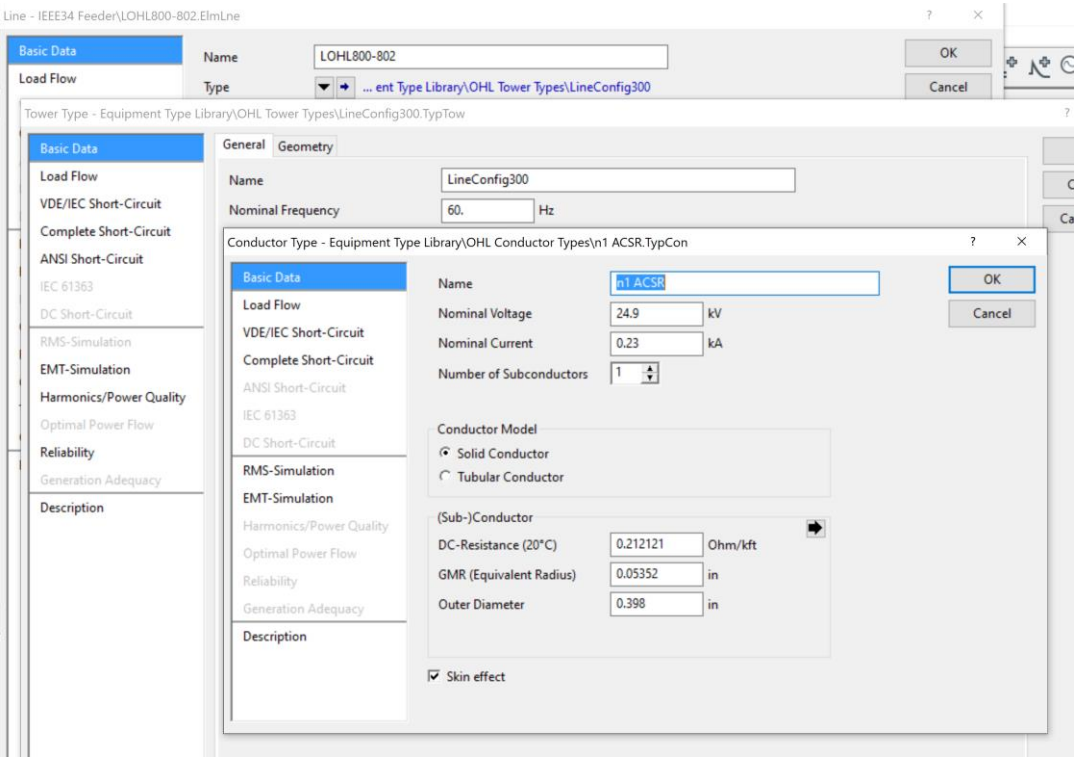 Line - IEEE34 Feeder\LOHL800-802.ElmLne ? ×
Basic Data
Load Flow
Name LOHL800-802 OK
Type ... ent Type Library\OHL Tower Types\LineConfig300 Cancel
Tower Type - Equipment Type Library\OHL Tower Types\LineConfig300.TypTow ?
Basic Data
Load Flow
VDE/IEC Short-Circuit
Complete Short-Circuit
ANSI Short-Circuit
IEC 61363
DC Short-Circuit
RMS-Simulation
EMT-Simulation
Harmonics/Power Quality
Optimal Power Flow
Reliability
Generation Adequacy
Description
General Geometry
Name LineConfig300
Nominal Frequency 60. Hz
Ca
Conductor Type - Equipment Type Library\OHL Conductor Types\n1 ACSR.TypCon ? ×
Basic Data
Load Flow
VDE/IEC Short-Circuit
Complete Short-Circuit
ANSI Short-Circuit
IEC 61363
DC Short-Circuit
RMS-Simulation
EMT-Simulation
Harmonics/Power Quality
Optimal Power Flow
Reliability
Generation Adequacy
Description
Name n1 ACSR OK
Nominal Voltage 24.9 kV Cancel
Nominal Current 0.23 kA
Number of Subconductors 1
Conductor Model
Solid Conductor
Tubular Conductor
(Sub-)Conductor
DC-Resistance (20°C) 0.212121 Ohm/kft
GMR (Equivalent Radius) 0.05352 in
Outer Diameter 0.398 in
Skin effect